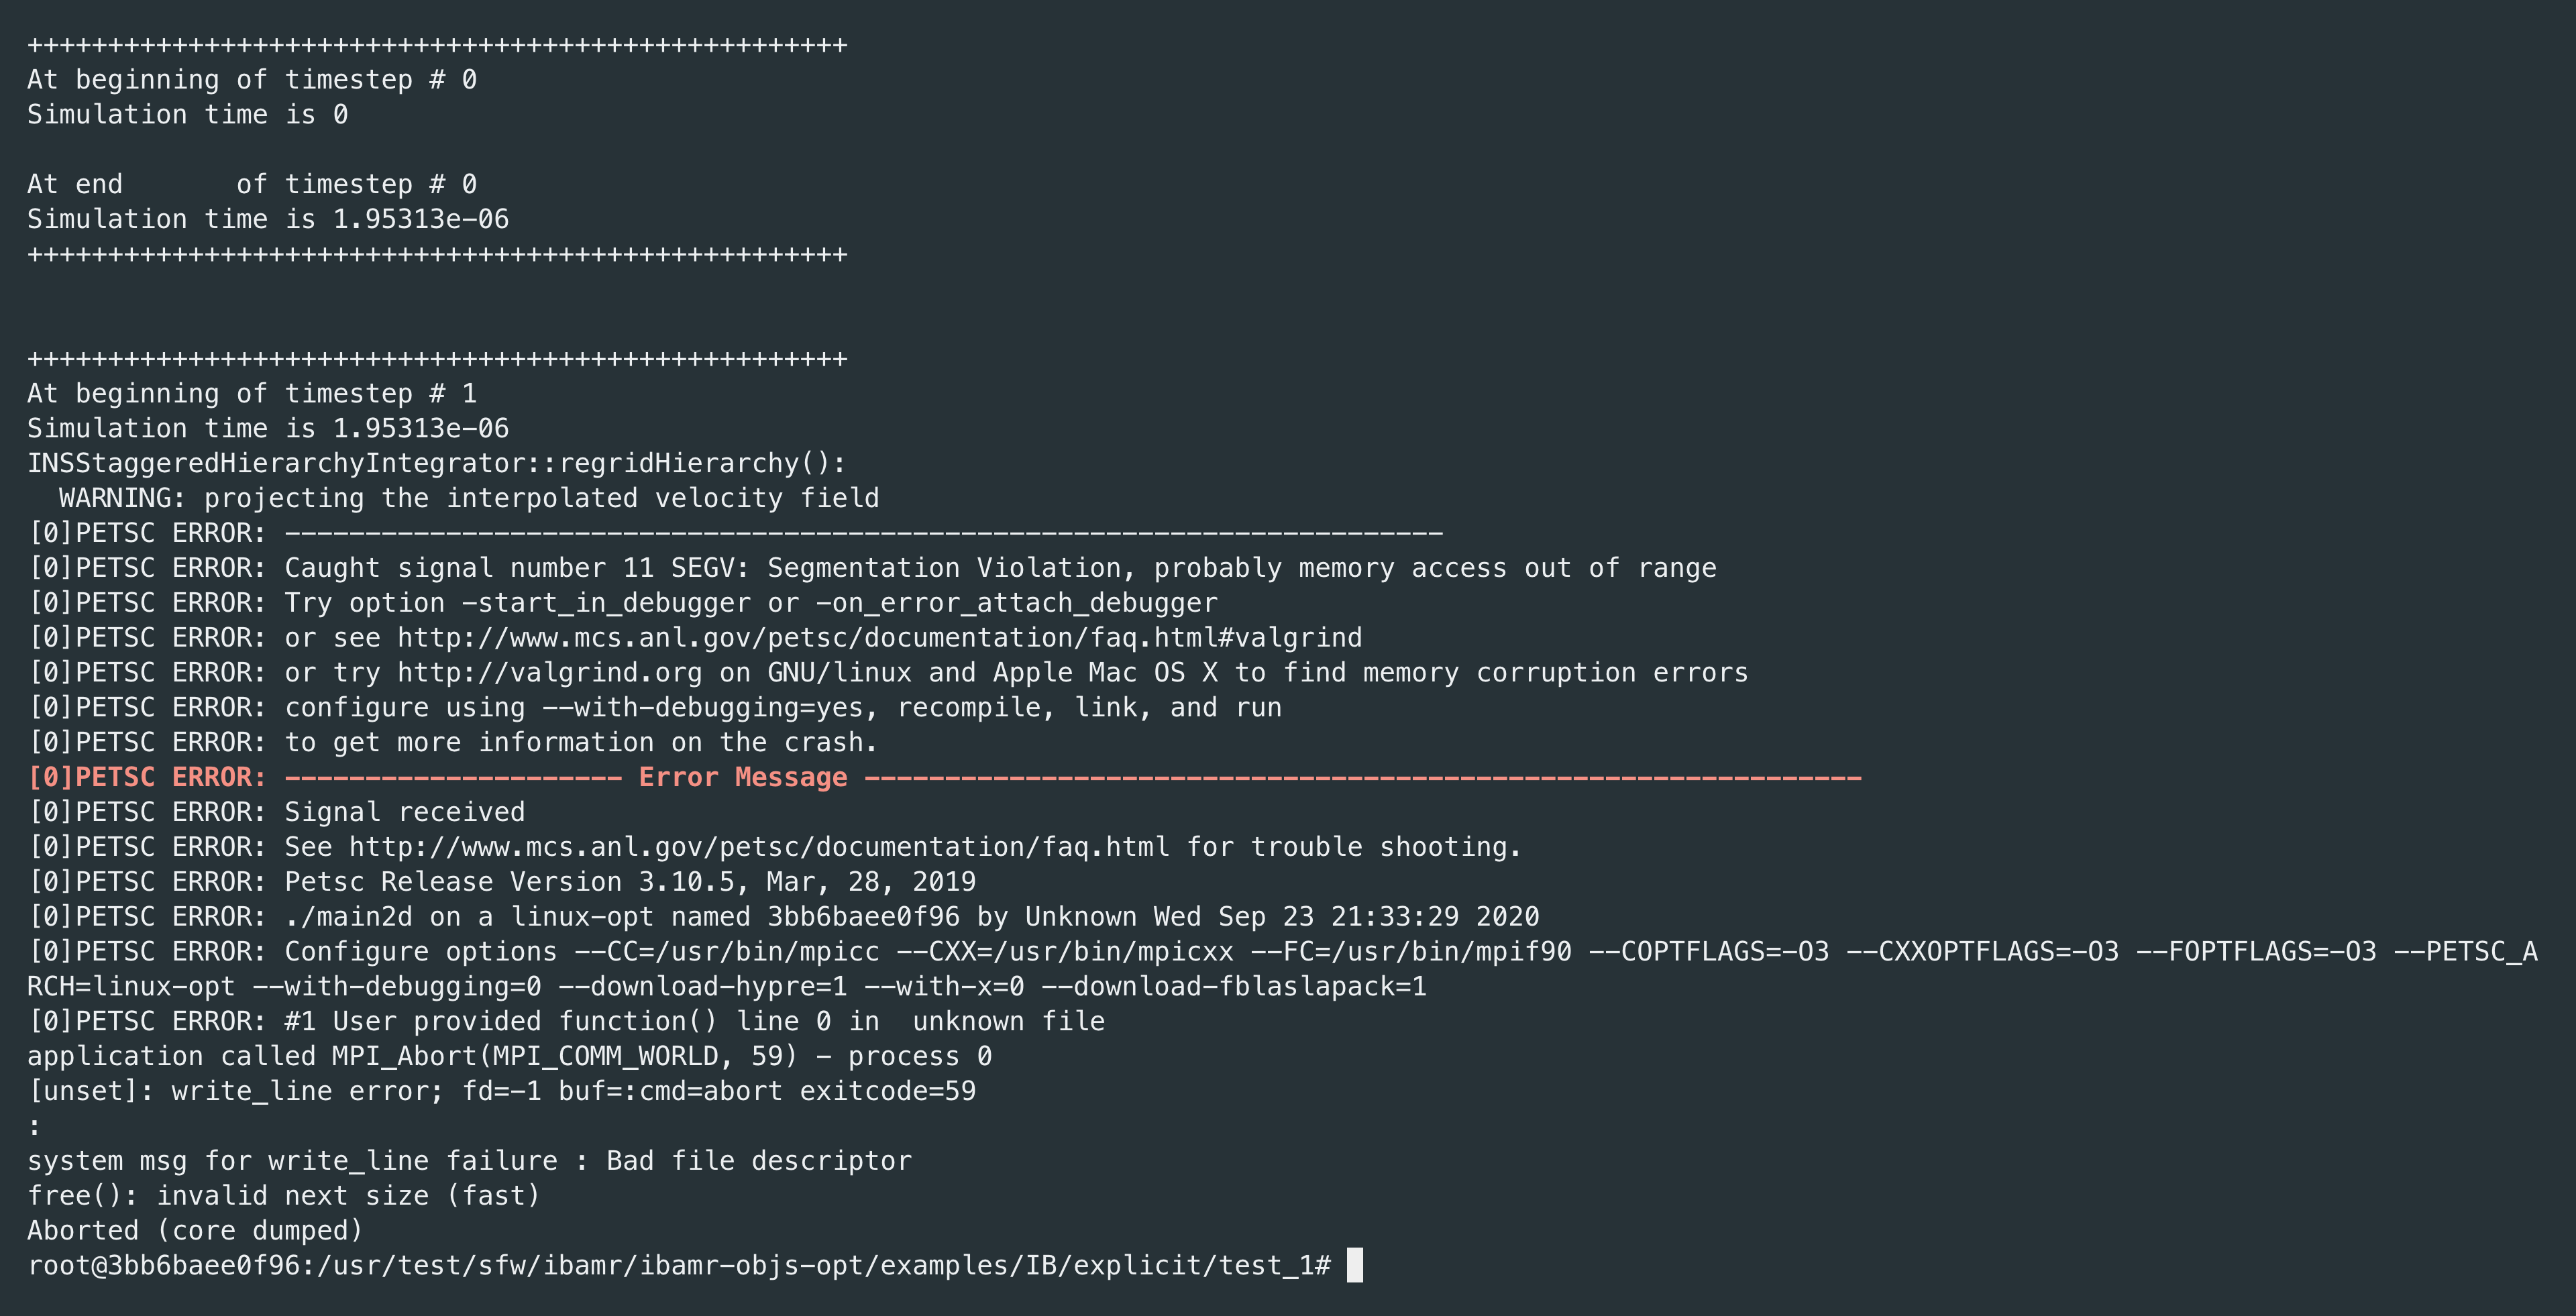 +++++++++++++++++++++++++++++++++++++++++++++++++++
At beginning of timestep # 0
Simulation time is 0
At end       of timestep # 0
Simulation time is 1.95313e-06
+++++++++++++++++++++++++++++++++++++++++++++++++++
+++++++++++++++++++++++++++++++++++++++++++++++++++
At beginning of timestep # 1
Simulation time is 1.95313e-06
INSStaggeredHierarchyIntegrator::regridHierarchy():
  WARNING: projecting the interpolated velocity field
[0]PETSC ERROR: ------------------------------------------------------------------------
[0]PETSC ERROR: Caught signal number 11 SEGV: Segmentation Violation, probably memory access out of range
[0]PETSC ERROR: Try option -start_in_debugger or -on_error_attach_debugger
[0]PETSC ERROR: or see http://www.mcs.anl.gov/petsc/documentation/faq.html#valgrind
[0]PETSC ERROR: or try http://valgrind.org on GNU/linux and Apple Mac OS X to find memory corruption errors
[0]PETSC ERROR: configure using --with-debugging=yes, recompile, link, and run
[0]PETSC ERROR: to get more information on the crash.
[0]PETSC ERROR: --------------------- Error Message --------------------------------------------------------------
[0]PETSC ERROR: Signal received
[0]PETSC ERROR: See http://www.mcs.anl.gov/petsc/documentation/faq.html for trouble shooting.
[0]PETSC ERROR: Petsc Release Version 3.10.5, Mar, 28, 2019
[0]PETSC ERROR: ./main2d on a linux-opt named 3bb6baee0f96 by Unknown Wed Sep 23 21:33:29 2020
[0]PETSC ERROR: Configure options --CC=/usr/bin/mpicc --CXX=/usr/bin/mpicxx --FC=/usr/bin/mpif90 --COPTFLAGS=-O3 --CXXOPTFLAGS=-O3 --FOPTFLAGS=-O3 --PETSC_A
RCH=linux-opt --with-debugging=0 --download-hypre=1 --with-x=0 --download-fblaslapack=1
[0]PETSC ERROR: #1 User provided function() line 0 in  unknown file
application called MPI_Abort(MPI_COMM_WORLD, 59) - process 0
[unset]: write_line error; fd=-1 buf=:cmd=abort exitcode=59
:
system msg for write_line failure : Bad file descriptor
free(): invalid next size (fast)
Aborted (core dumped)
root@3bb6baee0f96:/usr/test/sfw/ibamr/ibamr-objs-opt/examples/IB/explicit/test_1#